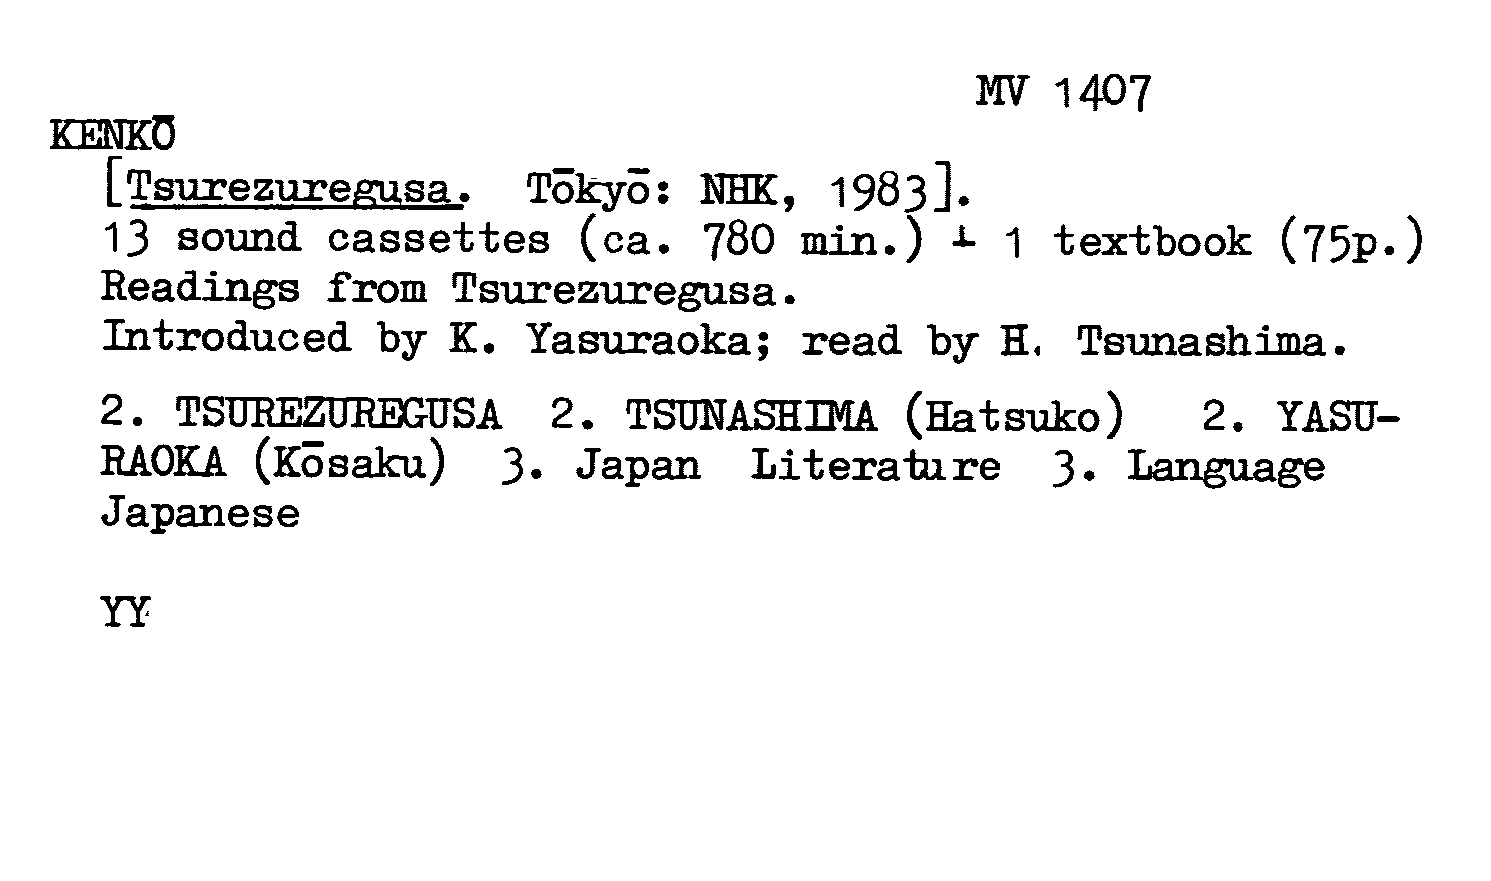 MV 1407
KENKŌ
[Tsurezuregusa. Tōkyō: NHK, 1983].
13 sound cassettes (ca. 780 min.) + 1 textbook (75p.)
Readings from Tsurezuregusa.
Introduced by K. Yasuraoka; read by H. Tsunashima.
2. TSUREZUREGUSA 2. TSUNASHIMA (Hatsuko) 2. YASU-
RAOKA (Kōsaku) 3. Japan Literature 3. Language
Japanese
YY